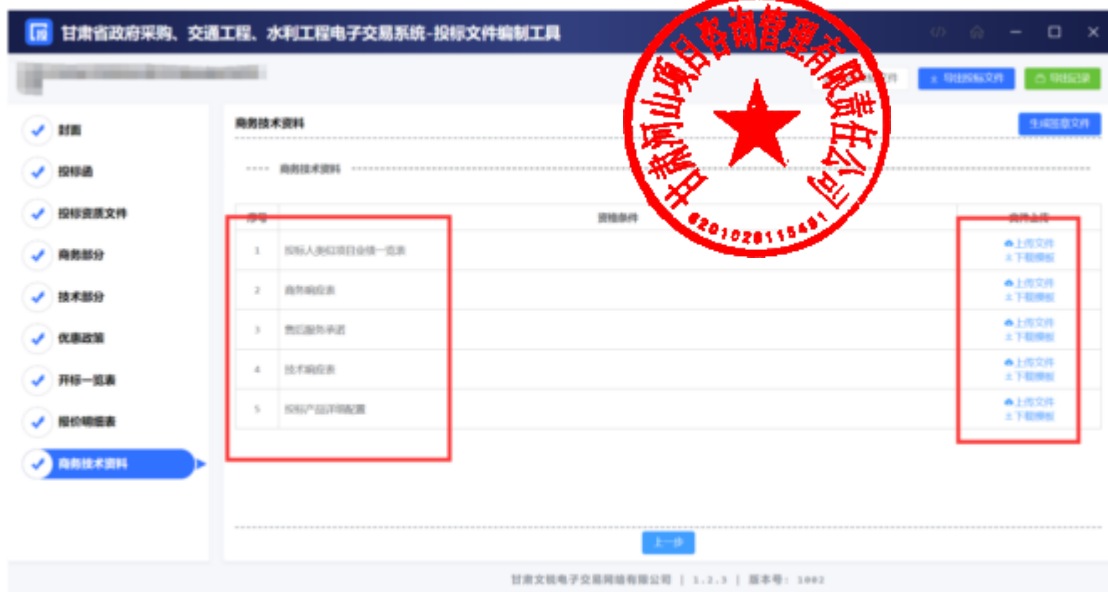 甘肃省政府采购、交通工程、水利工程电子交易系统-投标文件编制工具
导出投标文件
导出记录
封面
投标函
投标资质文件
商务部分
技术部分
优惠政策
开标一览表
报价明细表
商务技术资料
商务技术资料
生成签章文件
商务技术资料
序号 资格条件 文件上传
1 投标人类似项目业绩一览表 上传文件
下载模板
2 商务响应表 上传文件
下载模板
3 售后服务承诺 上传文件
下载模板
4 技术响应表 上传文件
下载模板
5 投标产品详细配置 上传文件
下载模板
上一步
甘肃文锐电子交易网络有限公司 | 1.2.3 | 版本号: 1002
甘肃河山项目咨询管理有限责任公司